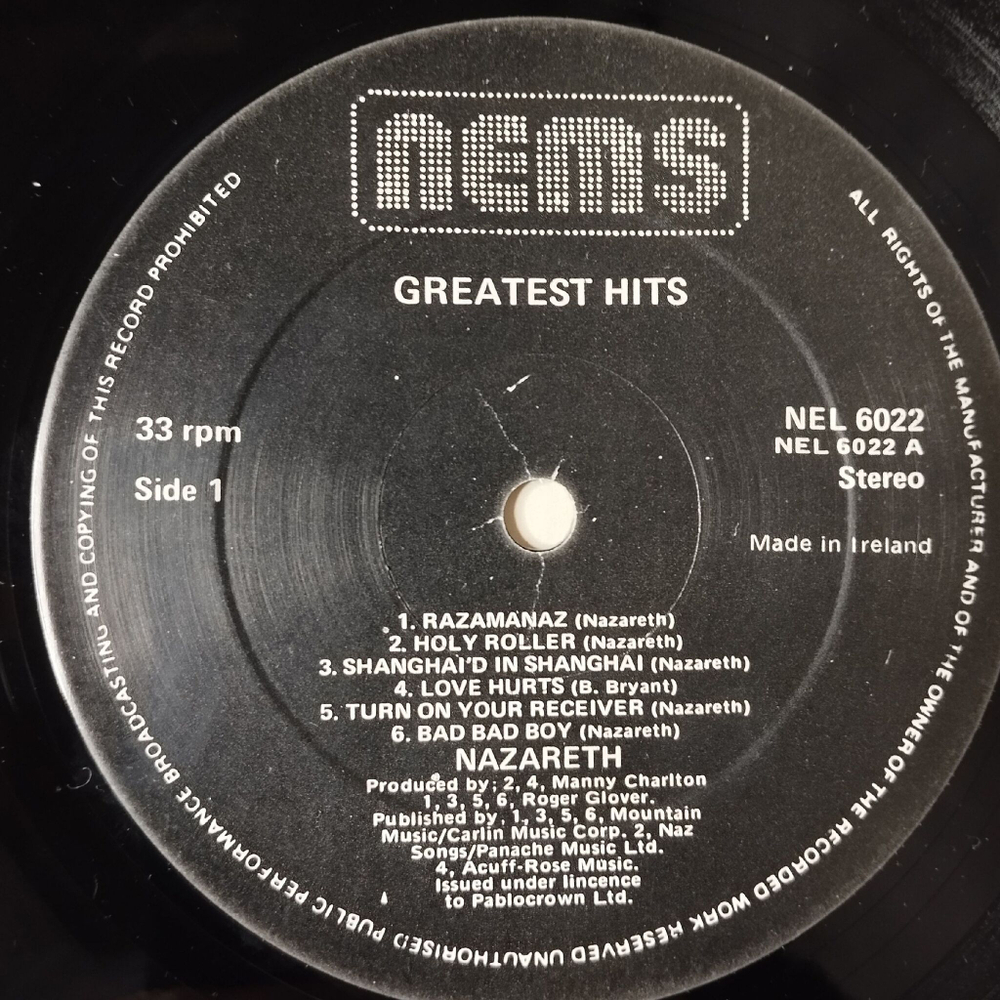 nems
GREATEST HITS
33 rpm
Side 1
NEL 6022
NEL 6022 A
Stereo
Made in Ireland
1. RAZAMANAZ (Nazareth)
2. HOLY ROLLER (Nazareth)
3. SHANGHAI'D IN SHANGHAI (Nazareth)
4. LOVE HURTS (B. Bryant)
5. TURN ON YOUR RECEIVER (Nazareth)
6. BAD BAD BOY (Nazareth)
NAZARETH
Produced by; 2, 4, Manny Charlton
1, 3, 5, 6, Roger Glover.
Published by, 1, 3, 5, 6, Mountain
Music/Carlin Music Corp. 2, Naz
Songs/Panache Music Ltd.
4, Acuff-Rose Music.
Issued under lincence
to Pablocrown Ltd.
ALL RIGHTS OF THE MANUFACTURER AND OF THE OWNER OF THE RECORDED WORK RESERVED UNAUTHORISED PUBLIC PERFORMANCE BROADCASTING AND COPYING OF THIS RECORD PROHIBITED